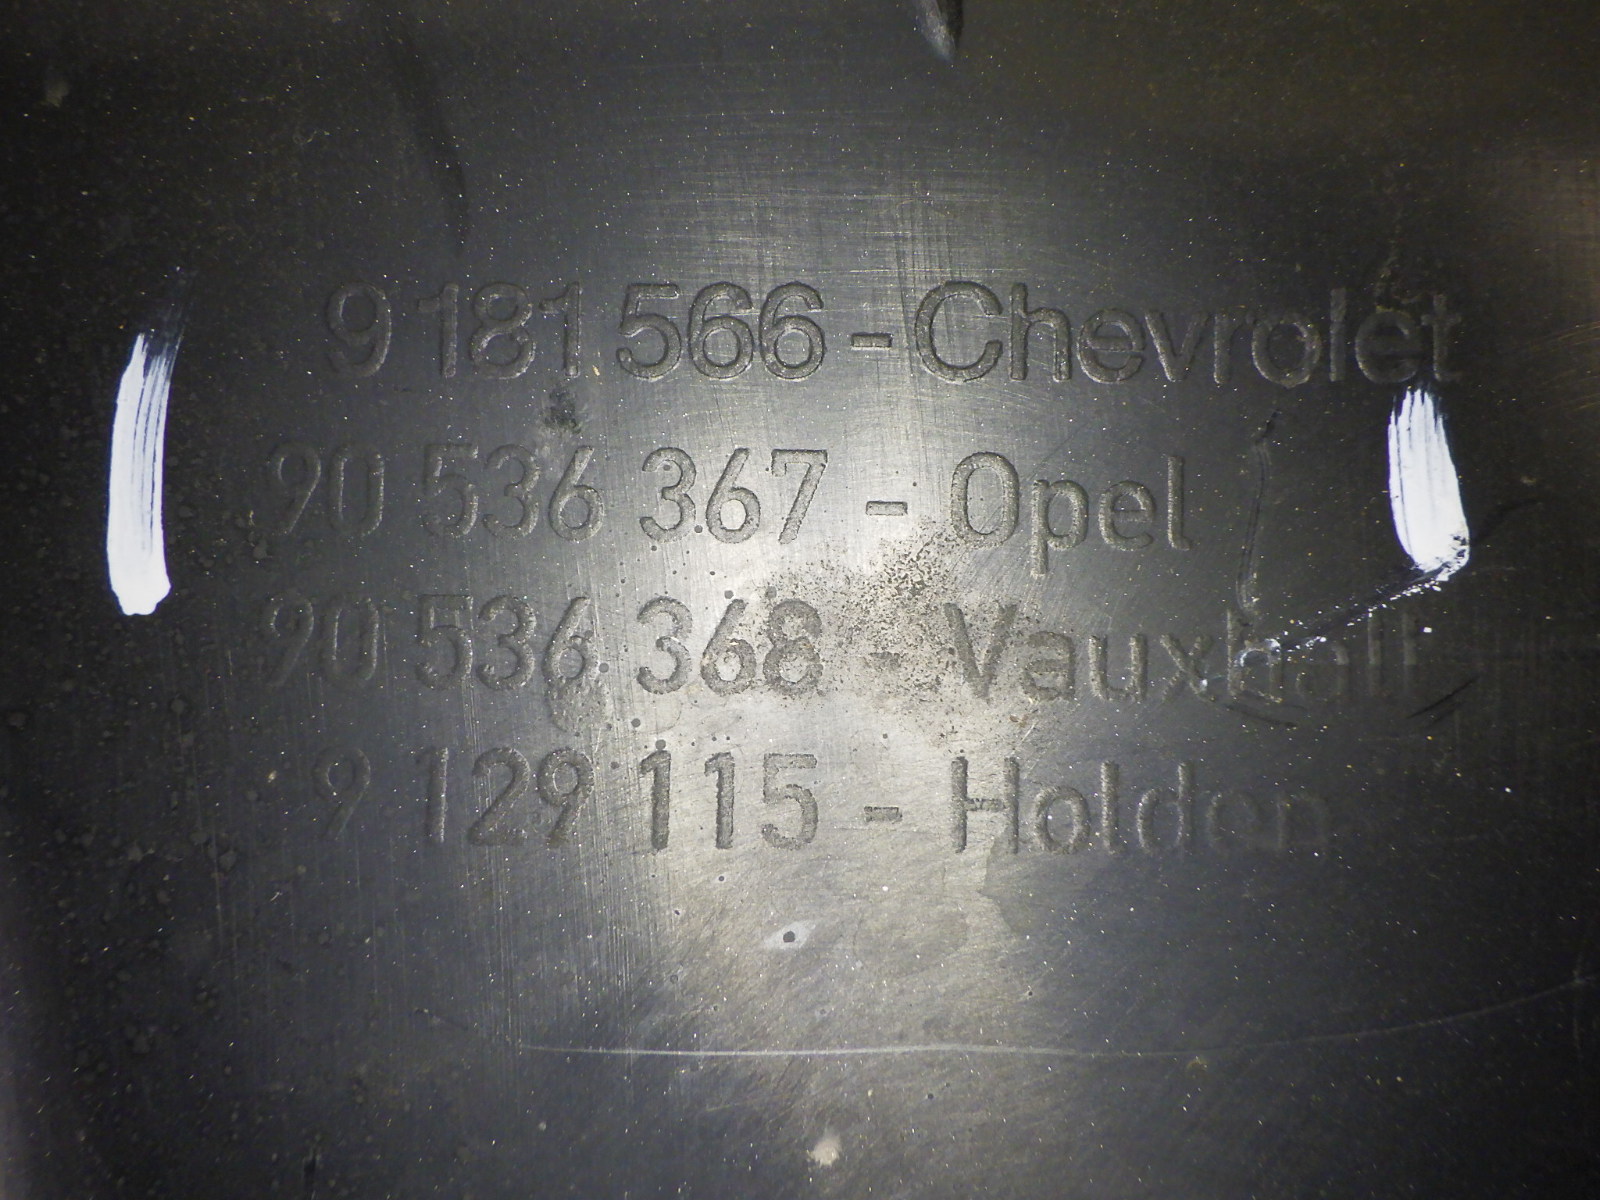 9 181 566 - Chevrolet
90 536 367 - Opel
90 536 368 - Vauxhall
9 129 115 - Holden